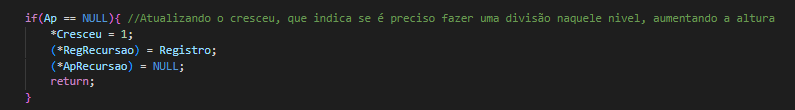 if(Ap == NULL){ //Atualizando o cresceu, que indica se é preciso fazer uma divisão naquele nivel, aumentando a altura
*Cresceu = 1;
(*RegRecursao) = Registro;
(*ApRecursao) = NULL;
return;
}